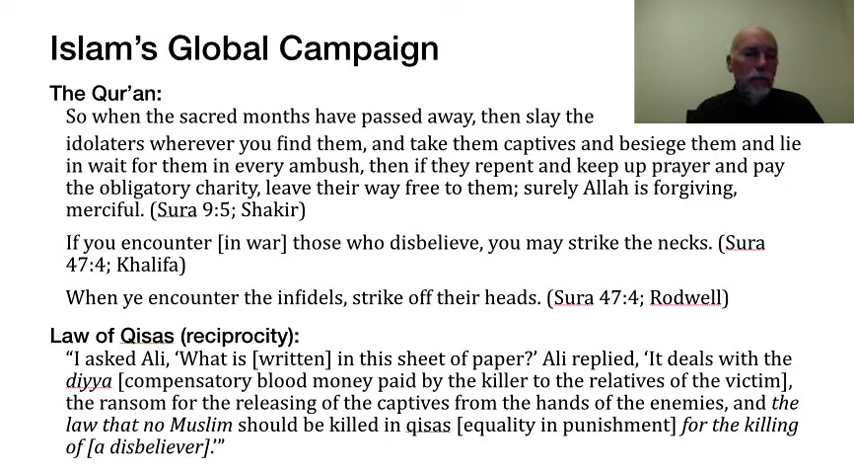 Islam's Global Campaign
The Qur'an:
So when the sacred months have passed away, then slay the
idolaters wherever you find them, and take them captives and besiege them and lie
in wait for them in every ambush, then if they repent and keep up prayer and pay
the obligatory charity, leave their way free to them; surely Allah is forgiving,
merciful. (Sura 9:5; Shakir)
If you encounter [in war] those who disbelieve, you may strike the necks. (Sura
47:4; Khalifa)
When ye encounter the infidels, strike off their heads. (Sura 47:4; Rodwell)
Law of Qisas (reciprocity):
“I asked Ali, ‘What is [written] in this sheet of paper?’ Ali replied, ‘It deals with the
diyya [compensatory blood money paid by the killer to the relatives of the victim],
the ransom for the releasing of the captives from the hands of the enemies, and the
law that no Muslim should be killed in qisas [equality in punishment] for the killing
of [a disbeliever].’”